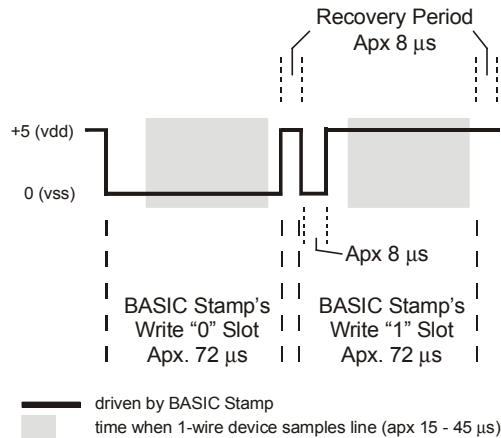 Recovery Period
Apx 8 µs
+5 (vdd)
0 (vss)
Apx 8 µs
BASIC Stamp's
Write "0" Slot
Apx. 72 µs
BASIC Stamp's
Write "1" Slot
Apx. 72 µs
driven by BASIC Stamp
time when 1-wire device samples line (apx 15 - 45 µs)